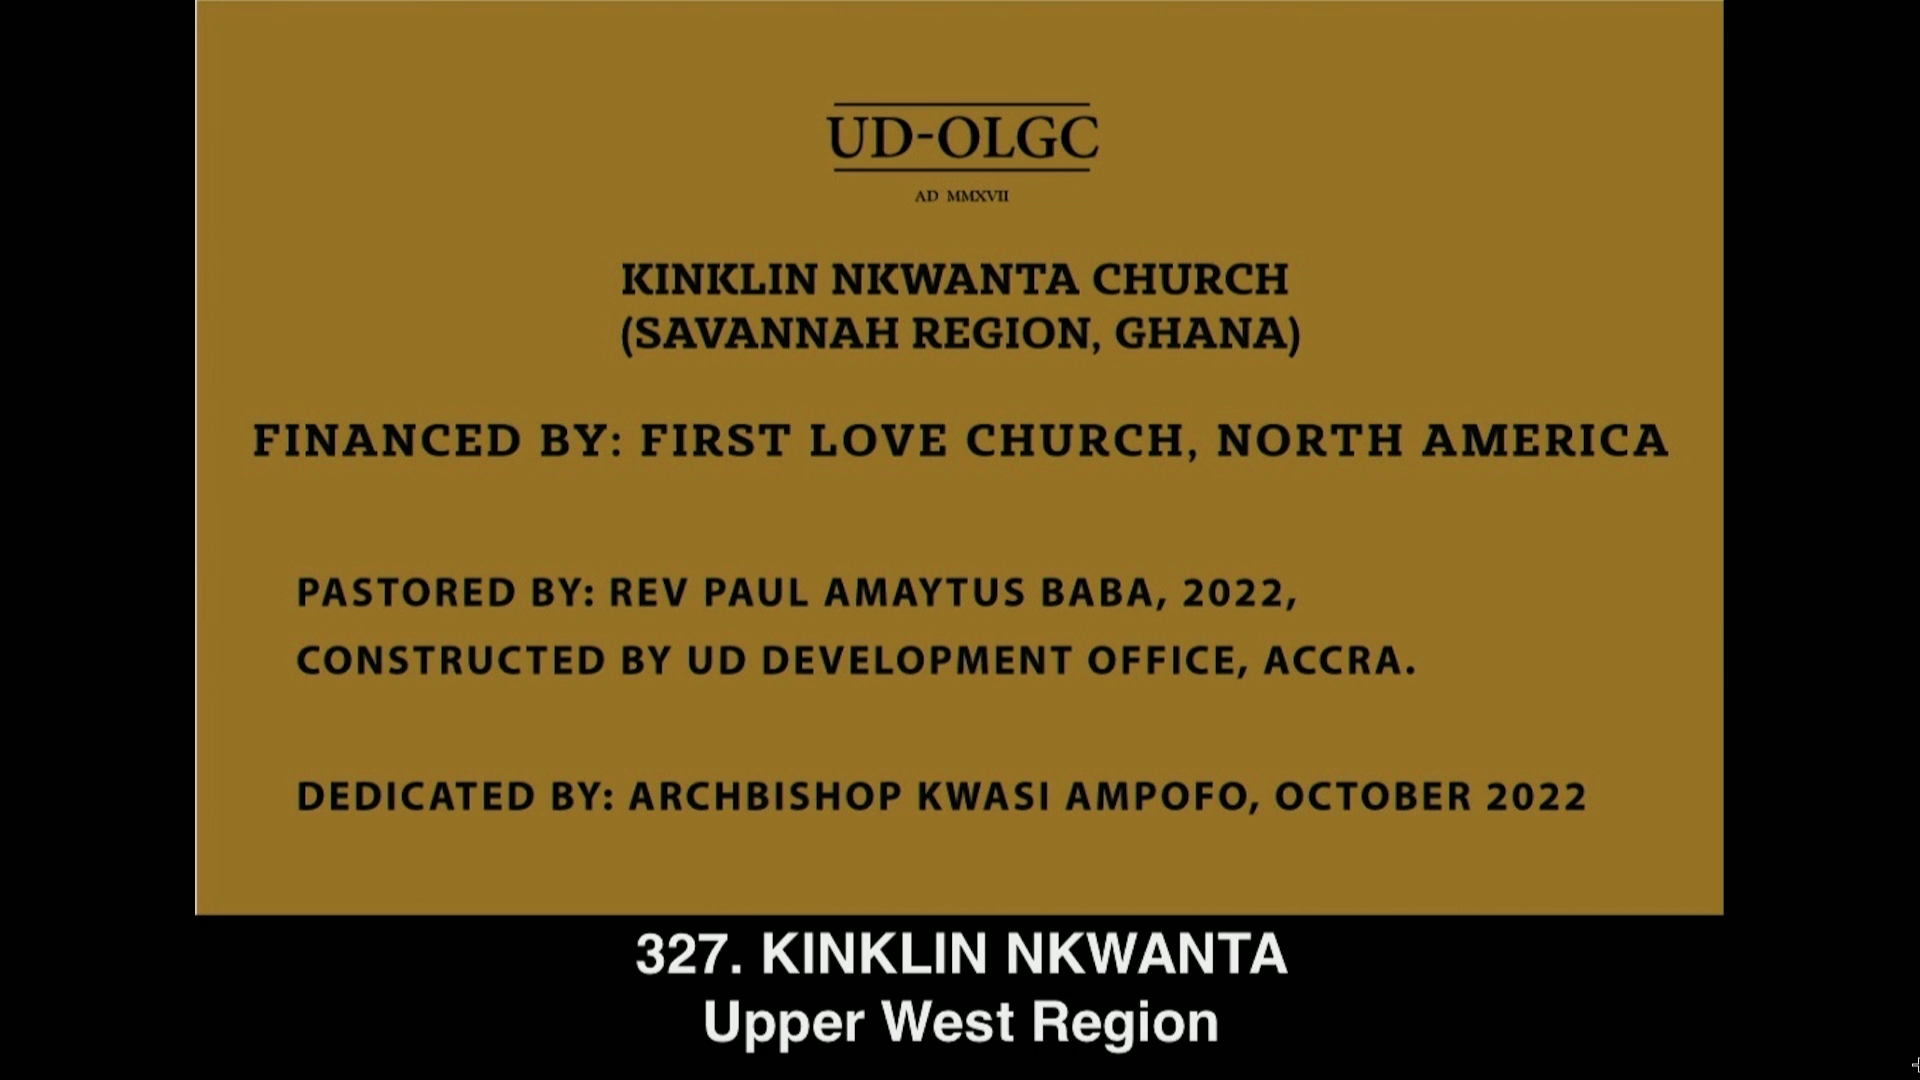 UD-OLGC
AD MMXVII
KINKLIN NKWANTA CHURCH
(SAVANNAH REGION, GHANA)
FINANCED BY: FIRST LOVE CHURCH, NORTH AMERICA
PASTORED BY: REV PAUL AMAYTUS BABA, 2022,
CONSTRUCTED BY UD DEVELOPMENT OFFICE, ACCRA.
DEDICATED BY: ARCHBISHOP KWASI AMPOFO, OCTOBER 2022
327. KINKLIN NKWANTA
Upper West Region